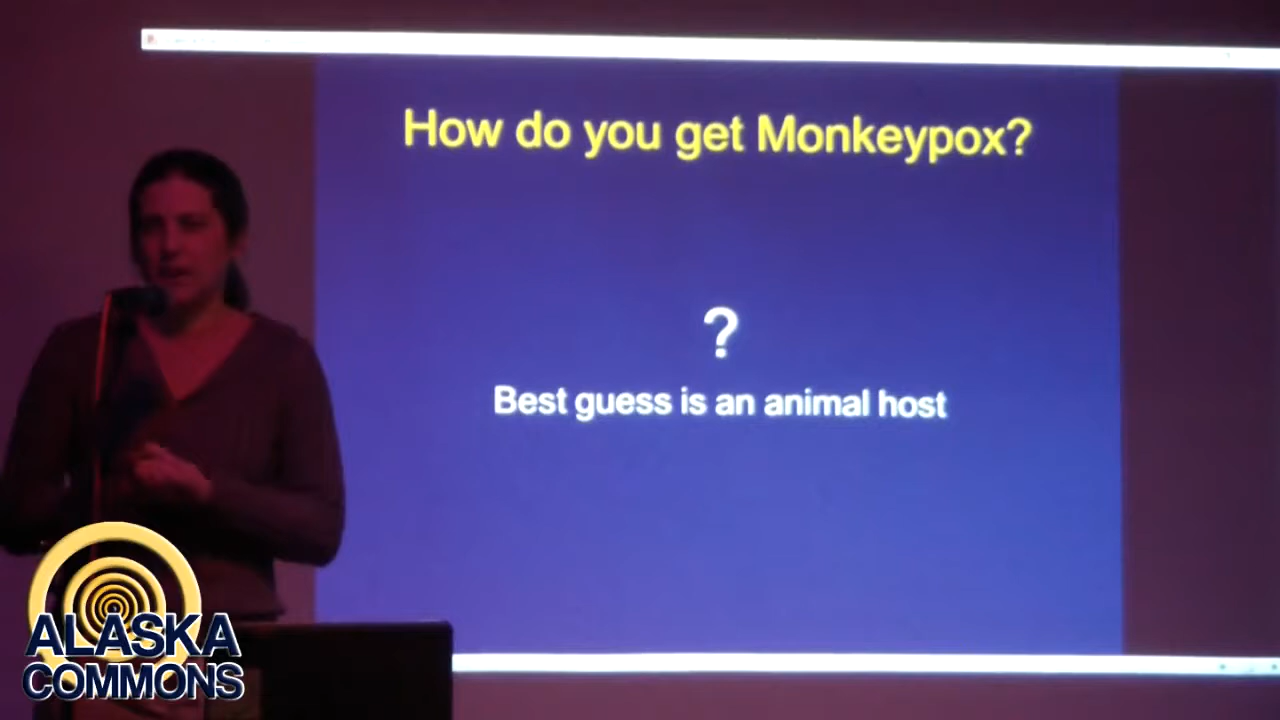 How do you get Monkeypox?
?
Best guess is an animal host
ALASKA
COMMONS